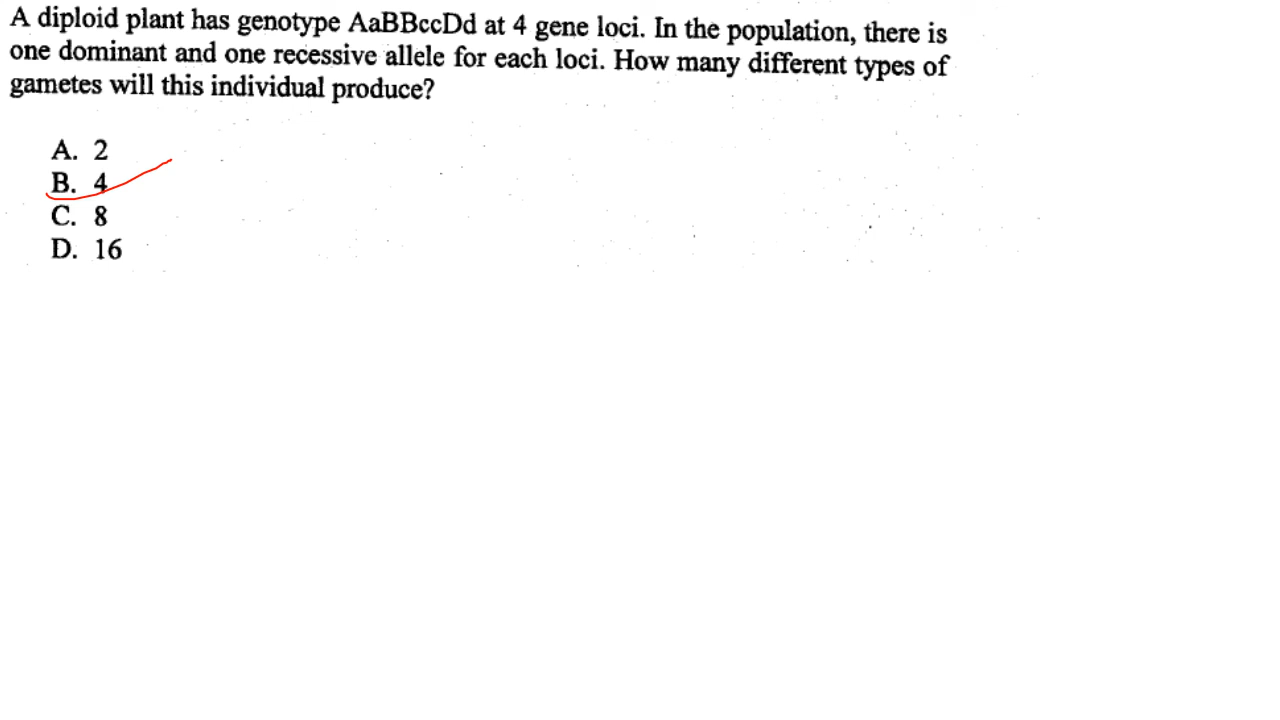 A diploid plant has genotype AaBBccDd at 4 gene loci. In the population, there is
one dominant and one recessive allele for each loci. How many different types of
gametes will this individual produce?
A. 2
B. 4
C. 8
D. 16